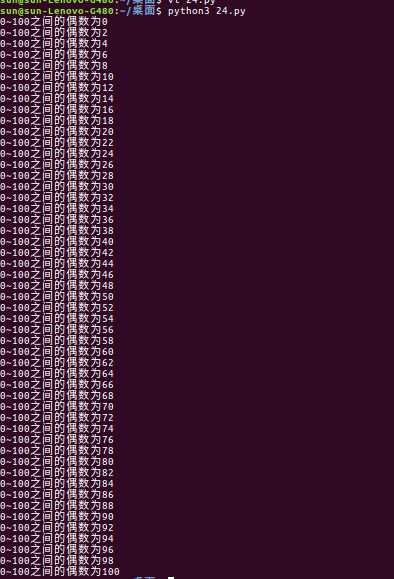 sun@sun-Lenovo-G480:~/桌面$ vi 24.py
sun@sun-Lenovo-G480:~/桌面$ python3 24.py
0~100之间的偶数为0
0~100之间的偶数为2
0~100之间的偶数为4
0~100之间的偶数为6
0~100之间的偶数为8
0~100之间的偶数为10
0~100之间的偶数为12
0~100之间的偶数为14
0~100之间的偶数为16
0~100之间的偶数为18
0~100之间的偶数为20
0~100之间的偶数为22
0~100之间的偶数为24
0~100之间的偶数为26
0~100之间的偶数为28
0~100之间的偶数为30
0~100之间的偶数为32
0~100之间的偶数为34
0~100之间的偶数为36
0~100之间的偶数为38
0~100之间的偶数为40
0~100之间的偶数为42
0~100之间的偶数为44
0~100之间的偶数为46
0~100之间的偶数为48
0~100之间的偶数为50
0~100之间的偶数为52
0~100之间的偶数为54
0~100之间的偶数为56
0~100之间的偶数为58
0~100之间的偶数为60
0~100之间的偶数为62
0~100之间的偶数为64
0~100之间的偶数为66
0~100之间的偶数为68
0~100之间的偶数为70
0~100之间的偶数为72
0~100之间的偶数为74
0~100之间的偶数为76
0~100之间的偶数为78
0~100之间的偶数为80
0~100之间的偶数为82
0~100之间的偶数为84
0~100之间的偶数为86
0~100之间的偶数为88
0~100之间的偶数为90
0~100之间的偶数为92
0~100之间的偶数为94
0~100之间的偶数为96
0~100之间的偶数为98
0~100之间的偶数为100